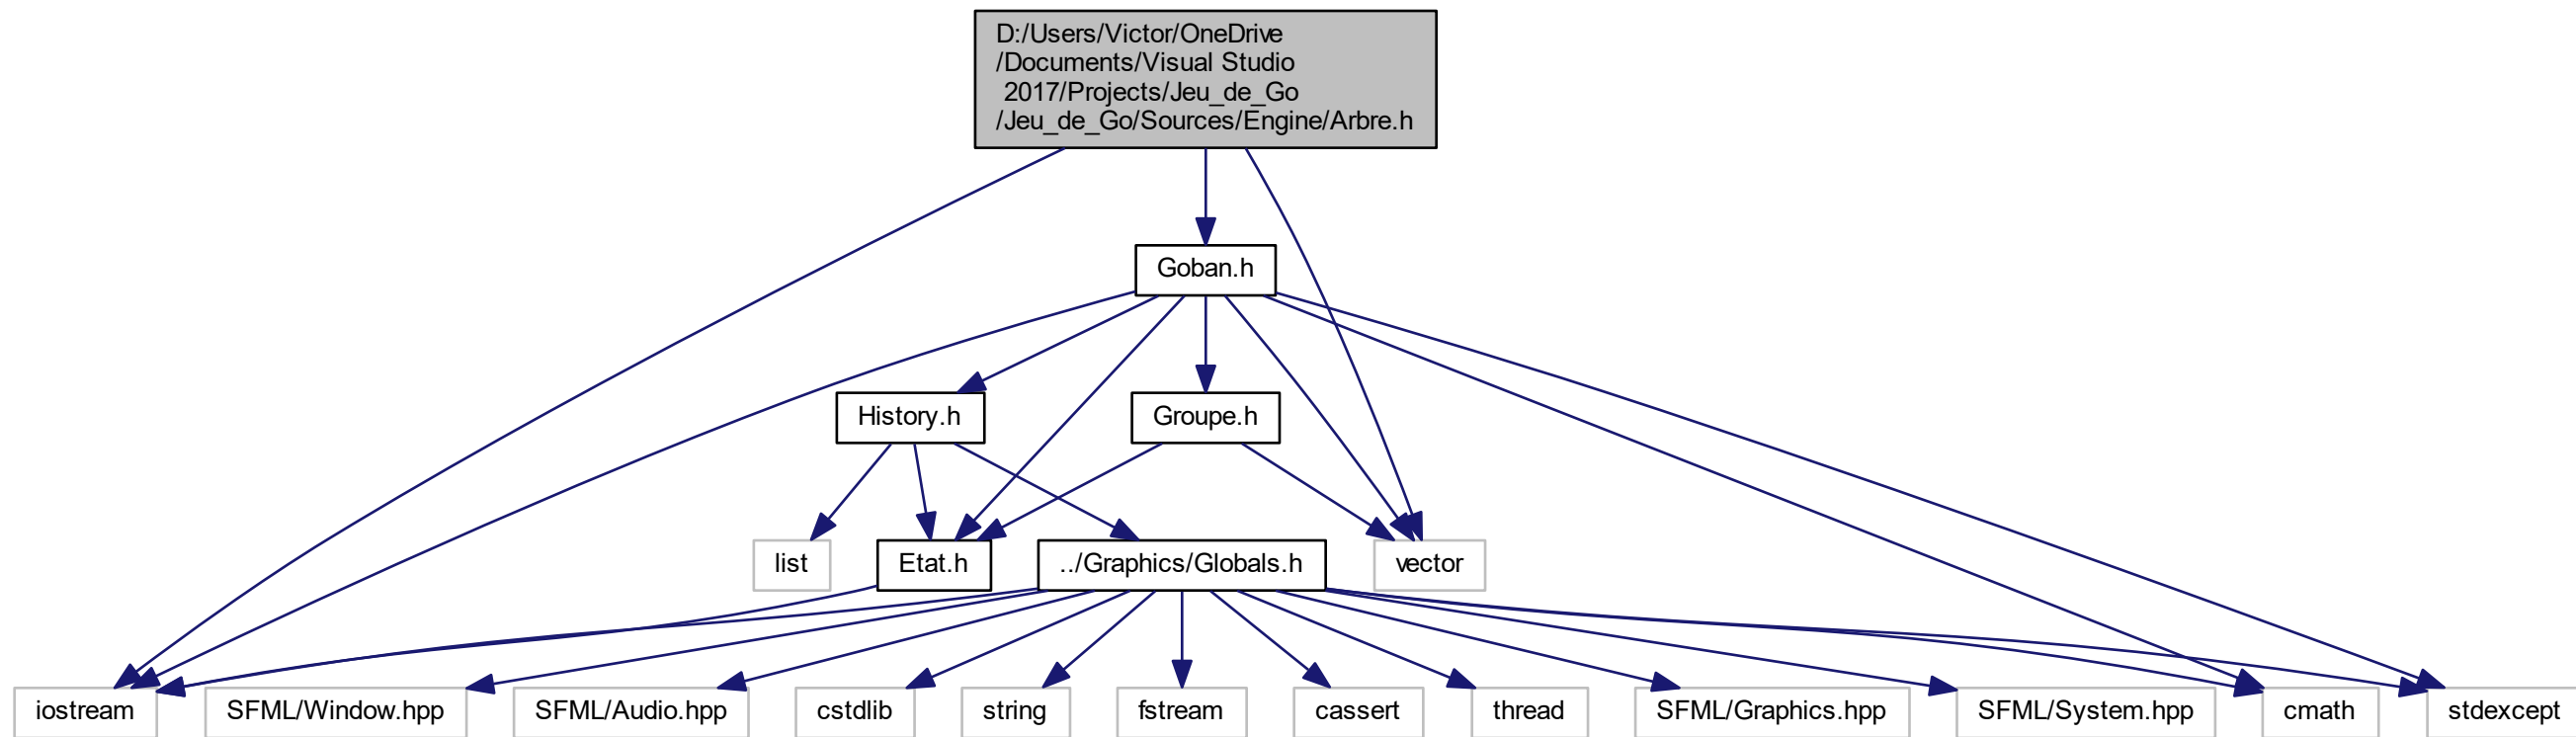 D:/Users/Victor/OneDrive
/Documents/Visual Studio
2017/Projects/Jeu_de_Go
/Jeu_de_Go/Sources/Engine/Arbre.h
Goban.h
History.h
Groupe.h
list
Etat.h
../Graphics/Globals.h
vector
iostream
SFML/Window.hpp
SFML/Audio.hpp
cstdlib
string
fstream
cassert
thread
SFML/Graphics.hpp
SFML/System.hpp
cmath
stdexcept